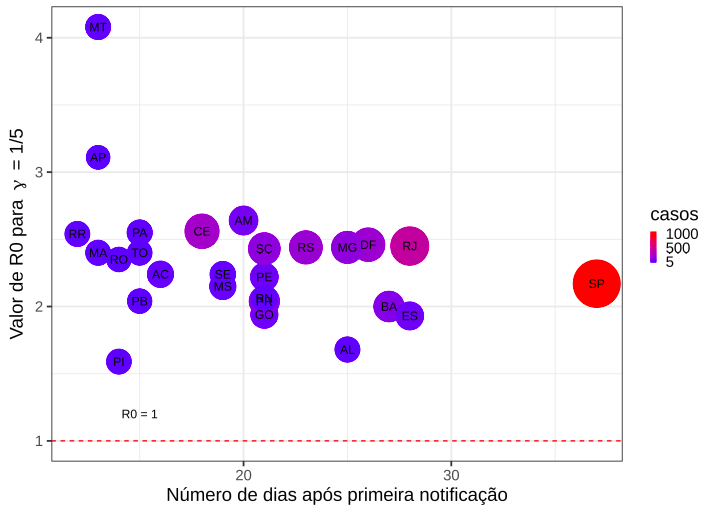 MT
4
AP
3
AM
CE
PA
RR
DF
RJ
SC
RS
MG
MA
TO
RO
AC
SE
PE
SP
MS
RN
PB
2
BA
GO
ES
AL
PI
R0 = 1
1
20
30
Número de dias após primeira notificação
Valor de R0 para γ = 1/5
casos
1000
500
5